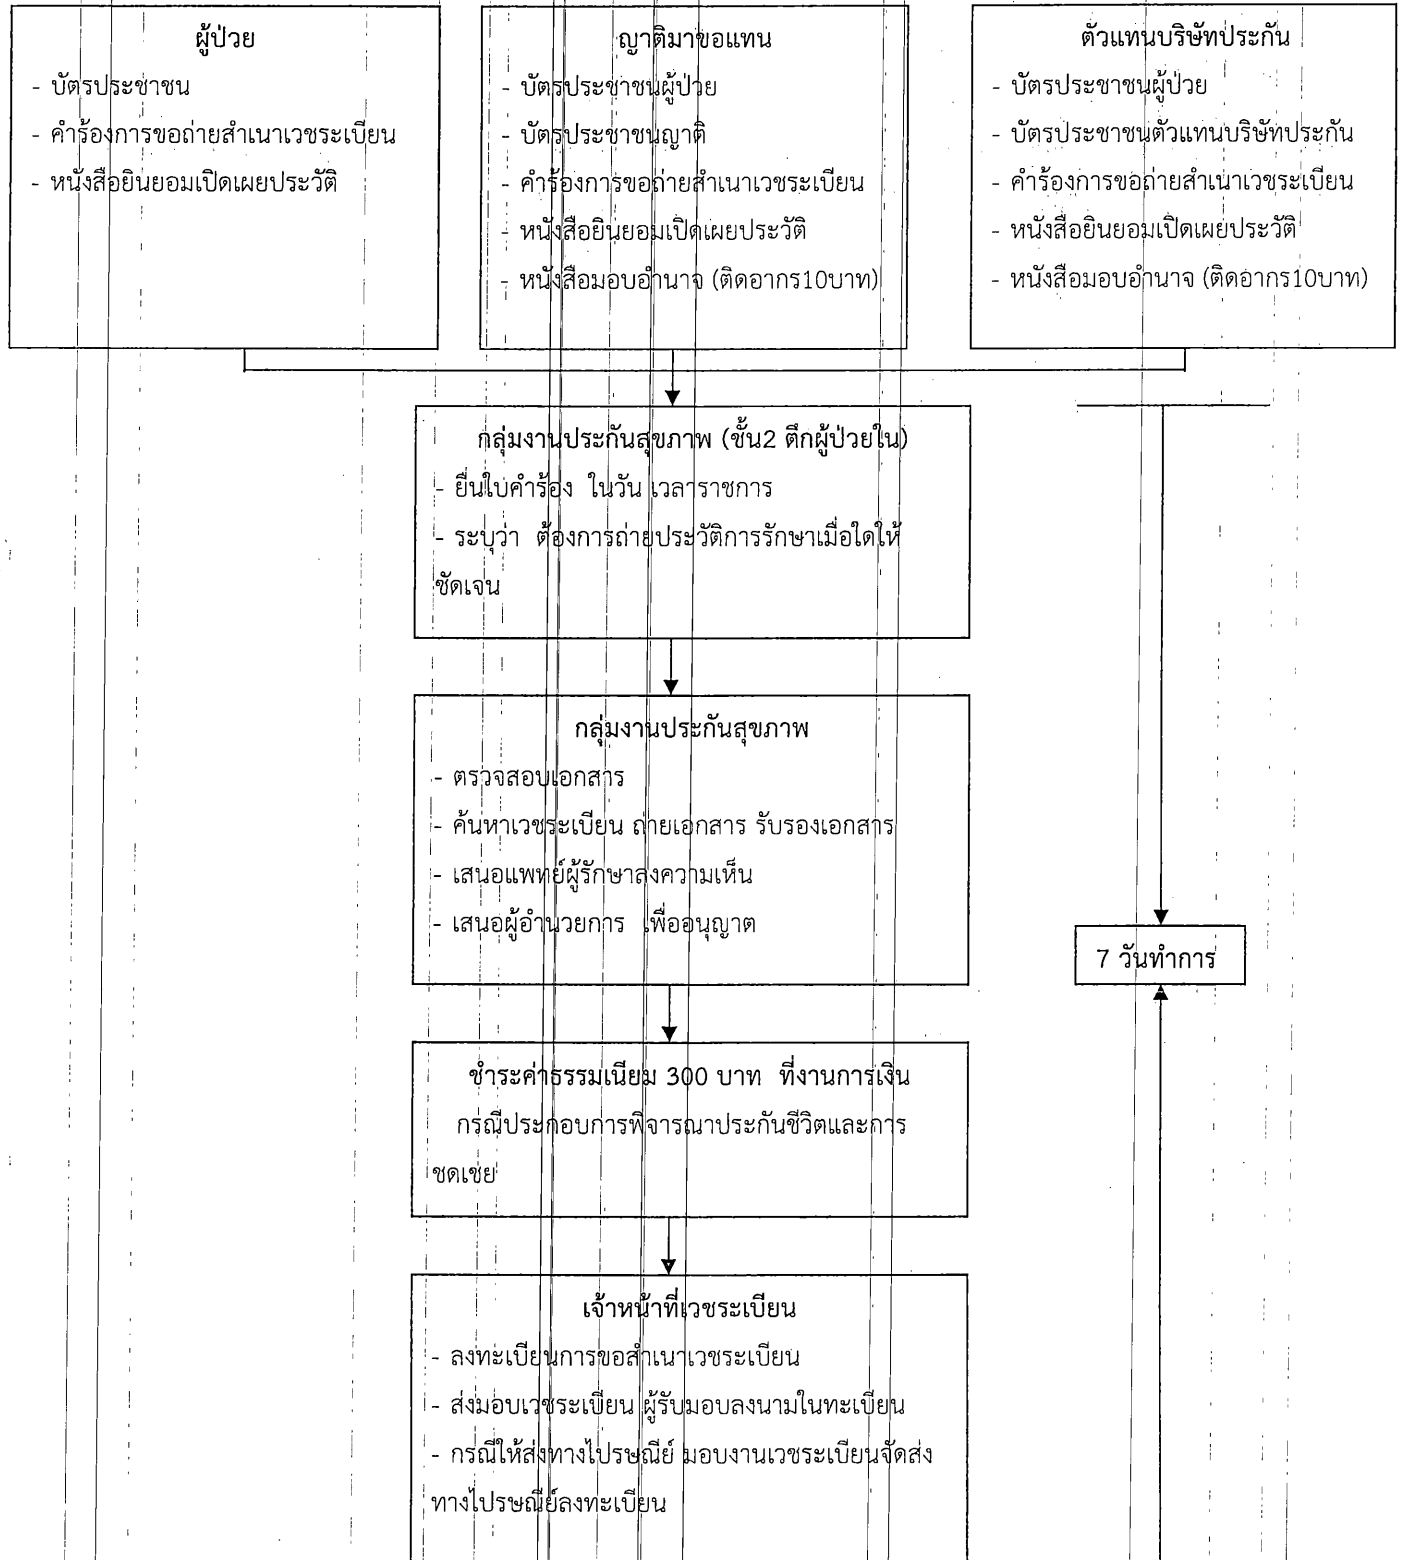 ผู้ป่วย
- บัตรประชาชน
- คำร้องการขอถ่ายสำเนาเวชระเบียน
- หนังสือยินยอมเปิดเผยประวัติ
ญาติมาขอแทน
- บัตรประชาชนผู้ป่วย
- บัตรประชาชนญาติ
- คำร้องการขอถ่ายสำเนาเวชระเบียน
- หนังสือยินยอมเปิดเผยประวัติ
- หนังสือมอบอำนาจ (ติดอากร10บาท)
ตัวแทนบริษัทประกัน
- บัตรประชาชนผู้ป่วย
- บัตรประชาชนตัวแทนบริษัทประกัน
- คำร้องการขอถ่ายสำเนาเวชระเบียน
- หนังสือยินยอมเปิดเผยประวัติ
- หนังสือมอบอำนาจ (ติดอากร10บาท)
กลุ่มงานประกันสุขภาพ (ชั้น2 ตึกผู้ป่วยใน)
- ยื่นใบคำร้อง ในวัน เวลาราชการ
- ระบุว่า ต้องการถ่ายประวัติการรักษาเมื่อใดให้
ชัดเจน
กลุ่มงานประกันสุขภาพ
- ตรวจสอบเอกสาร
- ค้นหาเวชระเบียน ถ่ายเอกสาร รับรองเอกสาร
- เสนอแพทย์ผู้รักษาลงความเห็น
- เสนอผู้อำนวยการ เพื่ออนุญาต
7 วันทำการ
ชำระค่าธรรมเนียม 300 บาท ที่งานการเงิน
กรณีประกอบการพิจารณาประกันชีวิตและการ
ชดเชย
เจ้าหน้าที่เวชระเบียน
- ลงทะเบียนการขอสำเนาเวชระเบียน
- ส่งมอบเวชระเบียน ผู้รับมอบลงนามในทะเบียน
- กรณีให้ส่งทางไปรษณีย์ มอบงานเวชระเบียนจัดส่ง
ทางไปรษณีย์ลงทะเบียน